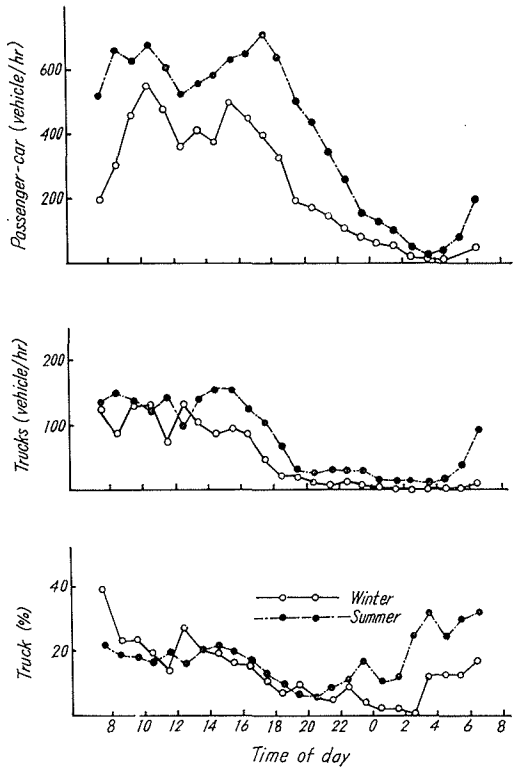 Passenger-car (vehicle/hr)
600
400
200
Trucks (vehicle/hr)
200
100
Truck (%)
40
20
Winter
Summer
8 10 12 14 16 18 20 22 0 2 4 6 8
Time of day